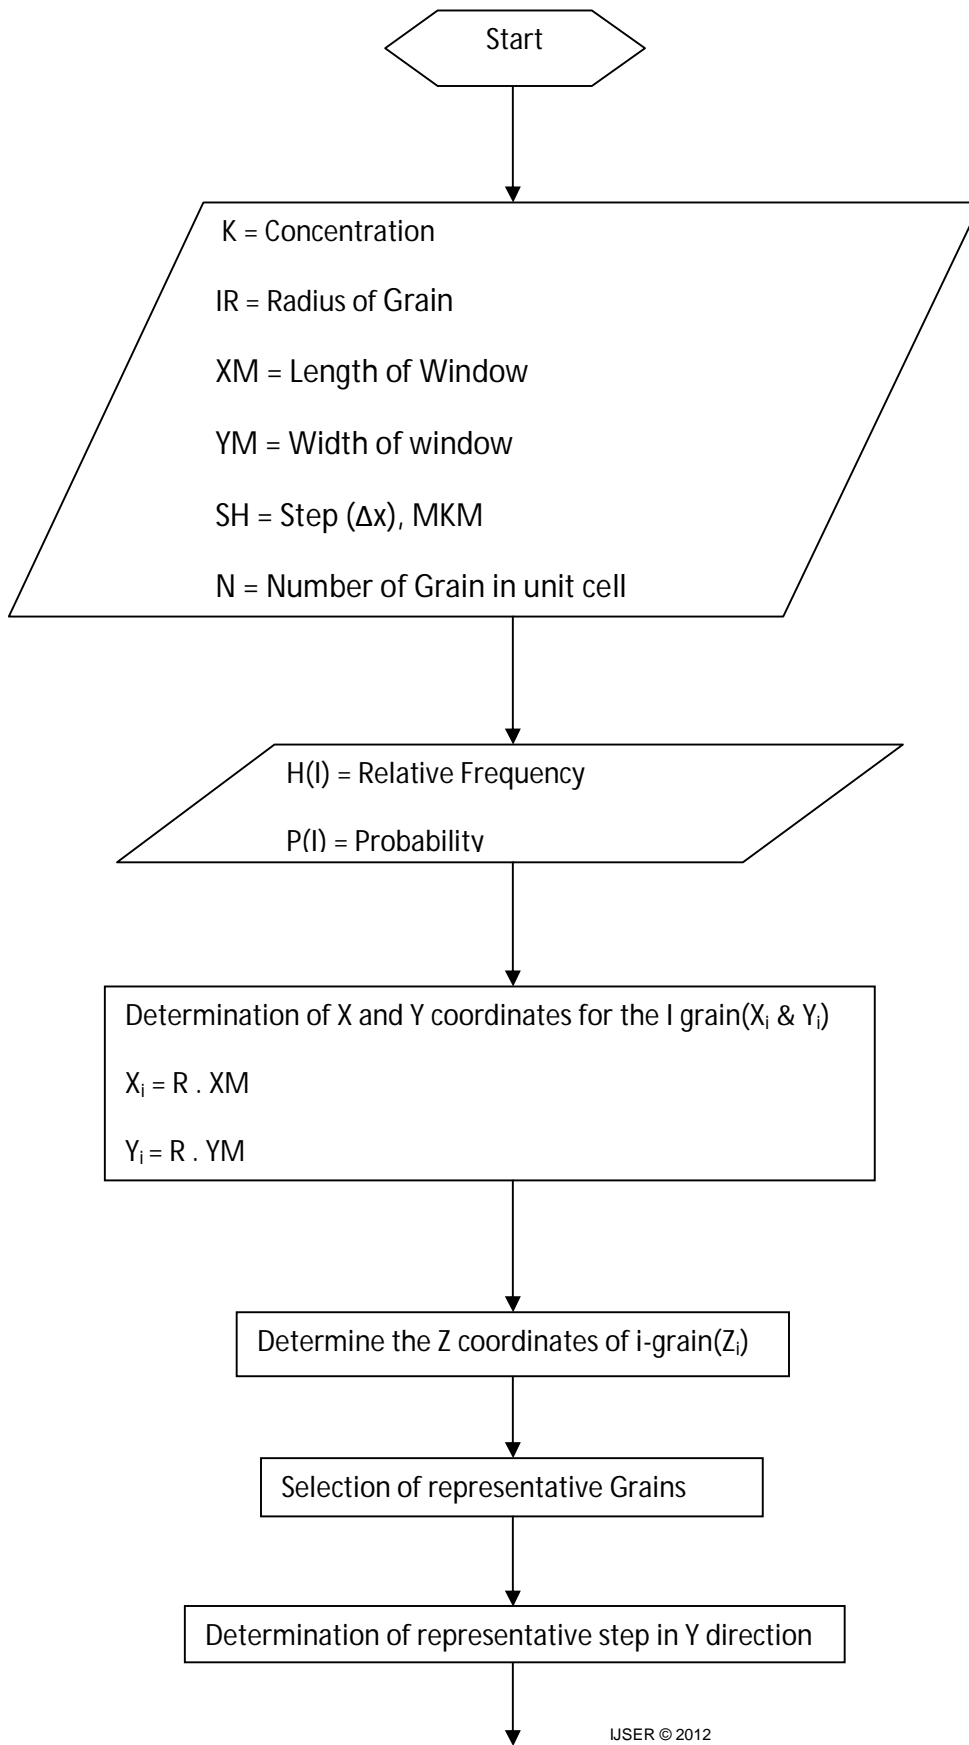 Start
K = Concentration
IR = Radius of Grain
XM = Length of Window
YM = Width of window
SH = Step (Δx), MKM
N = Number of Grain in unit cell
H(I) = Relative Frequency
P(I) = Probability
Determination of X and Y coordinates for the I grain(Xᵢ & Yᵢ)
Xᵢ = R . XM
Yᵢ = R . YM
Determine the Z coordinates of i-grain(Zᵢ)
Selection of representative Grains
Determination of representative step in Y direction
IJSER © 2012